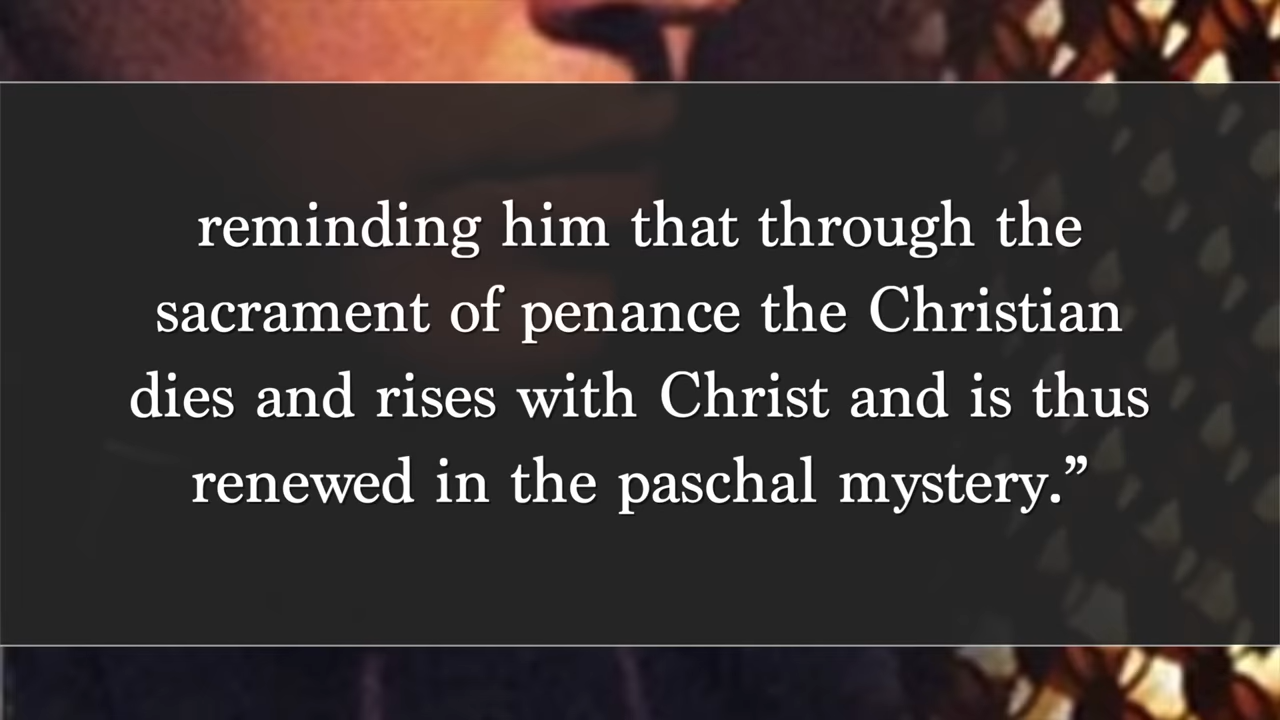 reminding him that through the
sacrament of penance the Christian
dies and rises with Christ and is thus
renewed in the paschal mystery.”